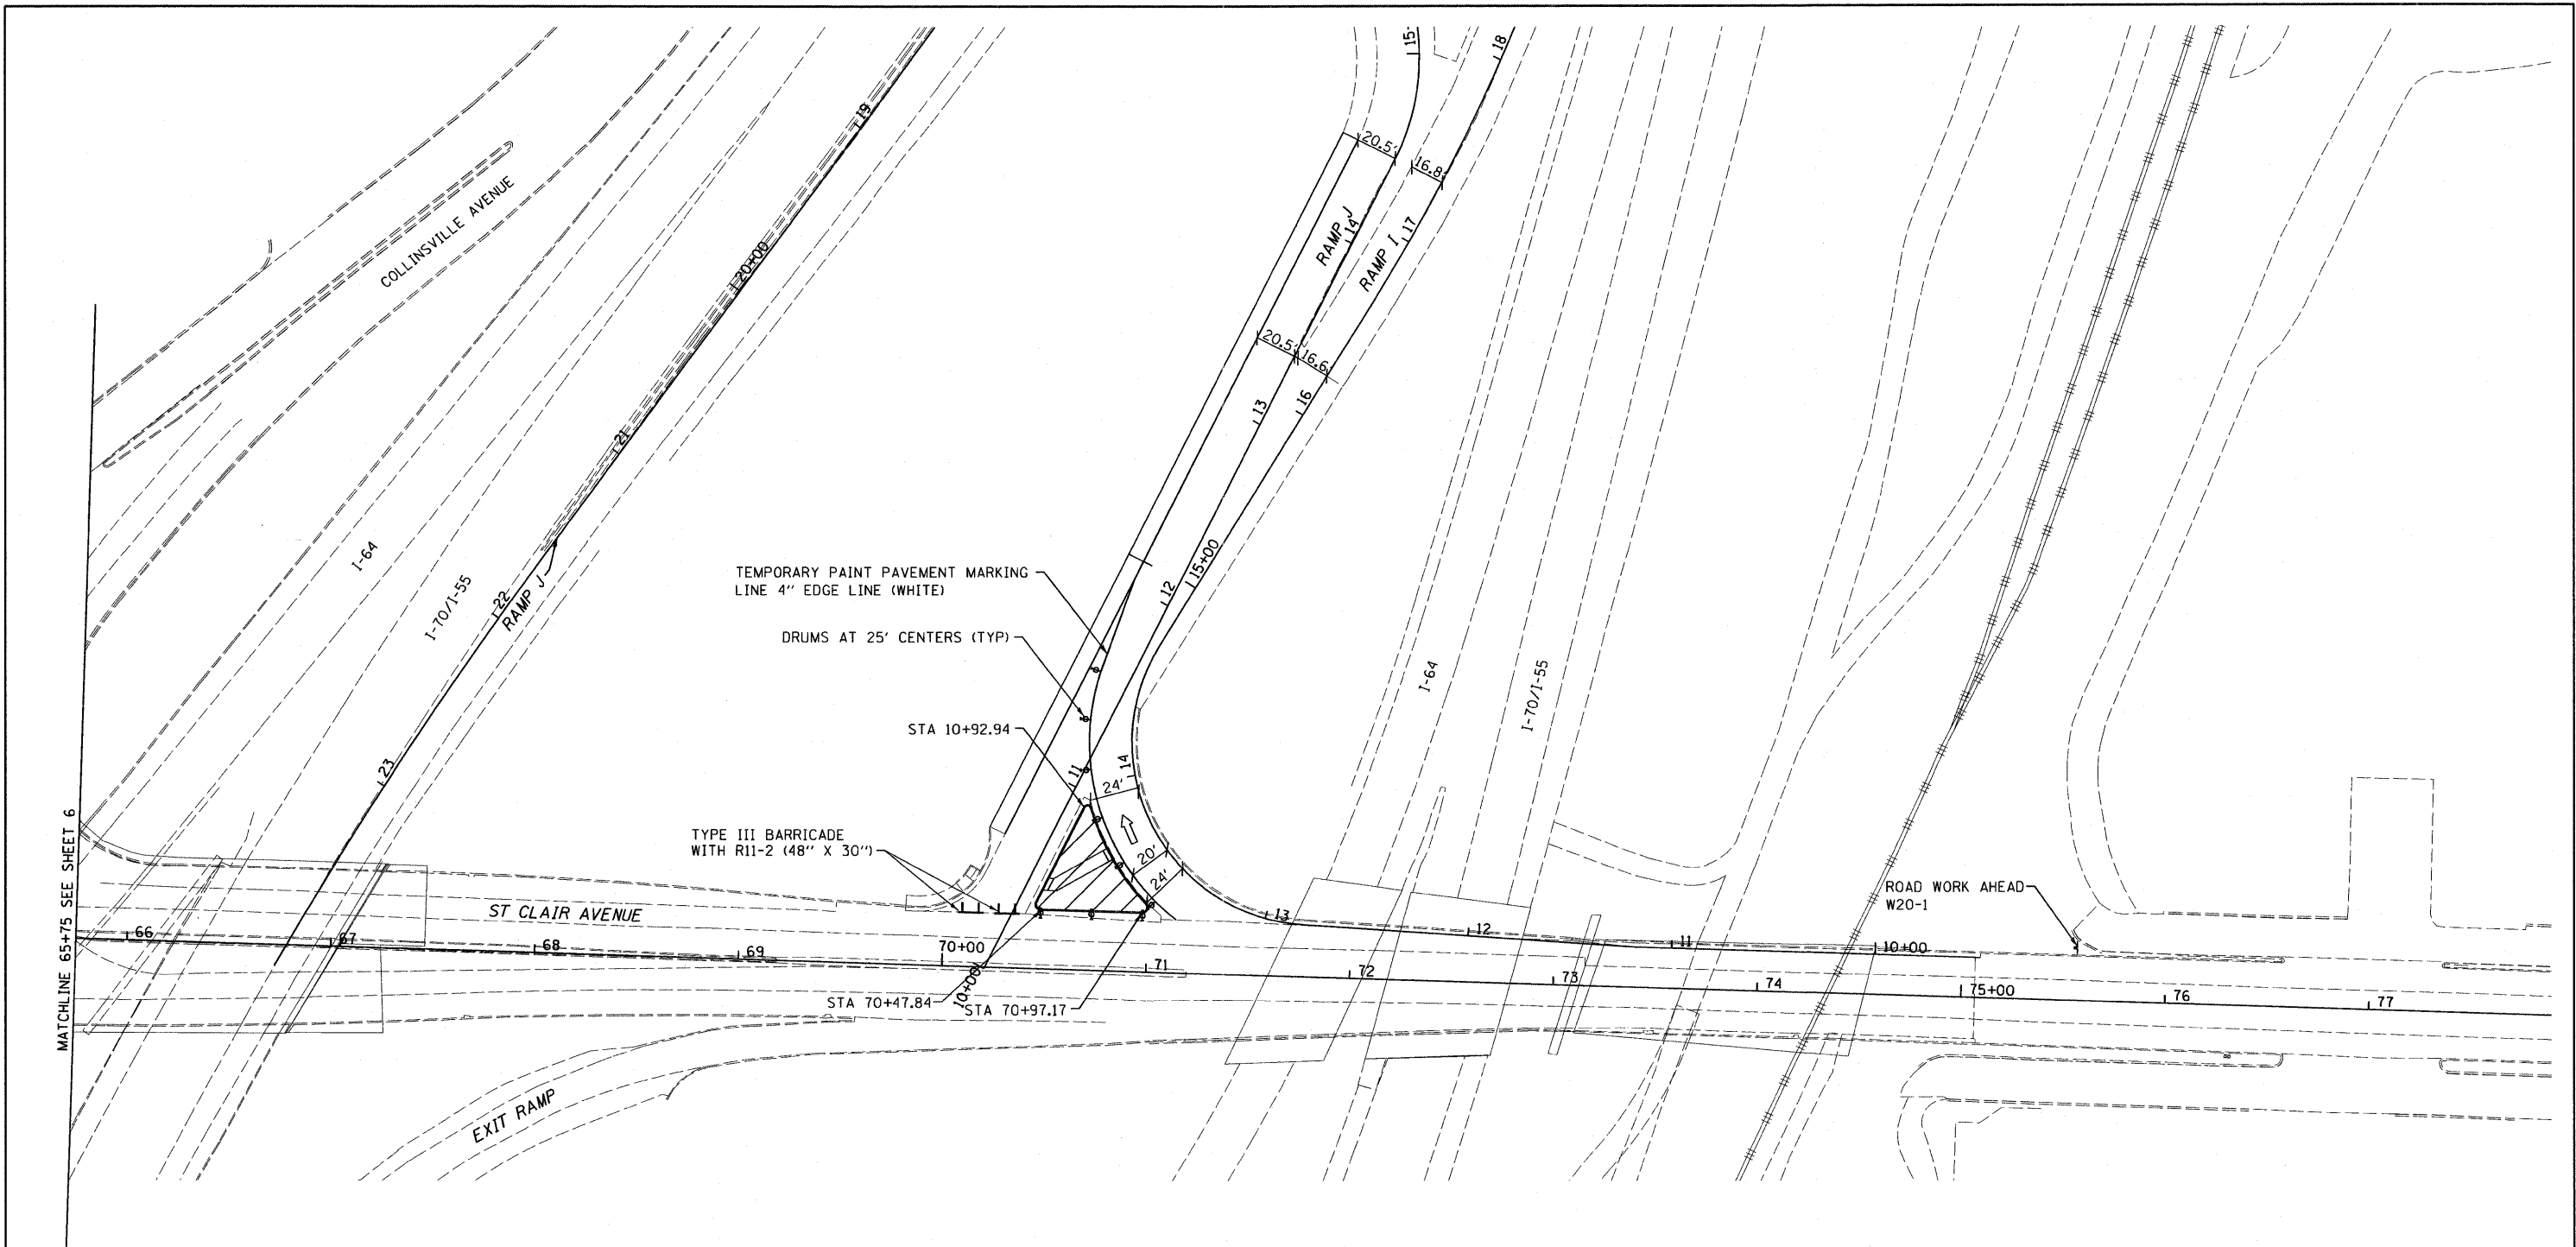 15
18
19
20.5'
16.8'
COLLINSVILLE AVENUE
RAMP J
14
RAMP I
17
20+00
20.5'
16.6'
13
16
21
I-64
I-70/I-55
22
RAMP J
TEMPORARY PAINT PAVEMENT MARKING
LINE 4" EDGE LINE (WHITE)
12
15+00
DRUMS AT 25' CENTERS (TYP)
I-64
I-70/I-55
STA 10+92.94
23
11
14
24'
MATCHLINE 65+75 SEE SHEET 6
TYPE III BARRICADE
WITH R11-2 (48" X 30")
20'
24'
ROAD WORK AHEAD
W20-1
ST CLAIR AVENUE
13
12
11
10+00
66
67
68
69
70+00
71
72
73
74
75+00
76
77
10+00
STA 70+47.84
STA 70+97.17
EXIT RAMP